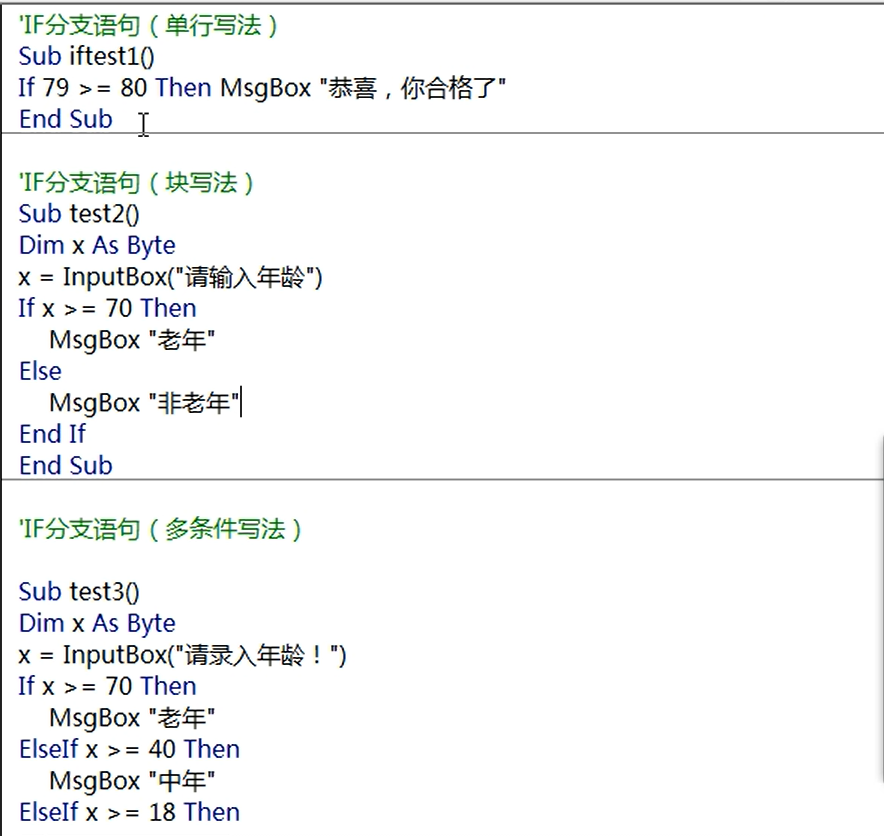 'IF分支语句（单行写法）
Sub iftest1()
If 79 >= 80 Then MsgBox "恭喜，你合格了"
End Sub
'IF分支语句（块写法）
Sub test2()
Dim x As Byte
x = InputBox("请输入年龄")
If x >= 70 Then
MsgBox "老年"
Else
MsgBox "非老年"
End If
End Sub
'IF分支语句（多条件写法）
Sub test3()
Dim x As Byte
x = InputBox("请录入年龄！")
If x >= 70 Then
MsgBox "老年"
ElseIf x >= 40 Then
MsgBox "中年"
ElseIf x >= 18 Then